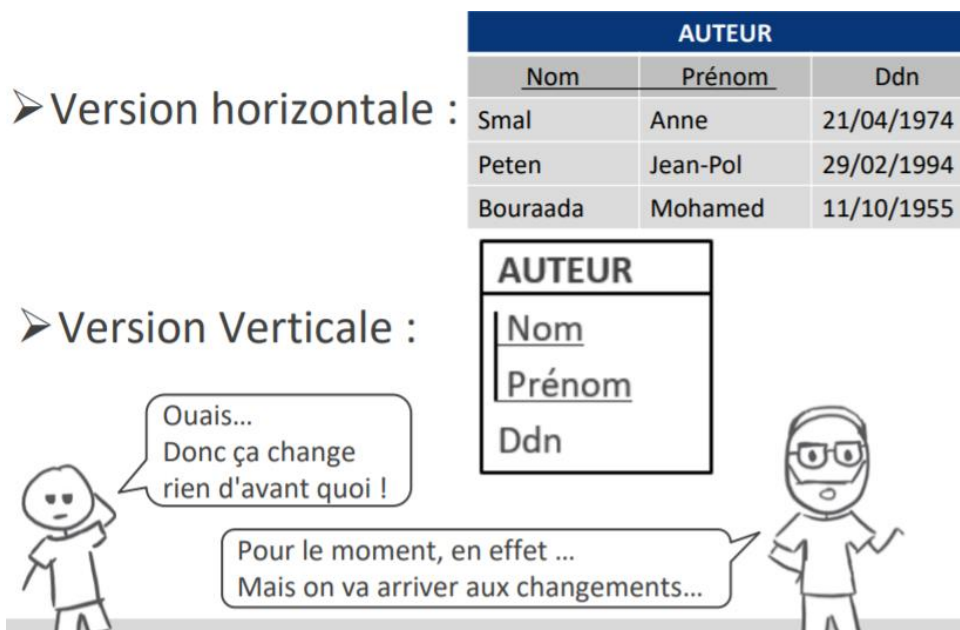 AUTEUR
Nom Prénom Ddn
➢ Version horizontale :
Smal Anne 21/04/1974
Peten Jean-Pol 29/02/1994
Bouraada Mohamed 11/10/1955
➢ Version Verticale :
AUTEUR
Nom
Prénom
Ddn
Ouais...
Donc ça change
rien d'avant quoi !
Pour le moment, en effet ...
Mais on va arriver aux changements...